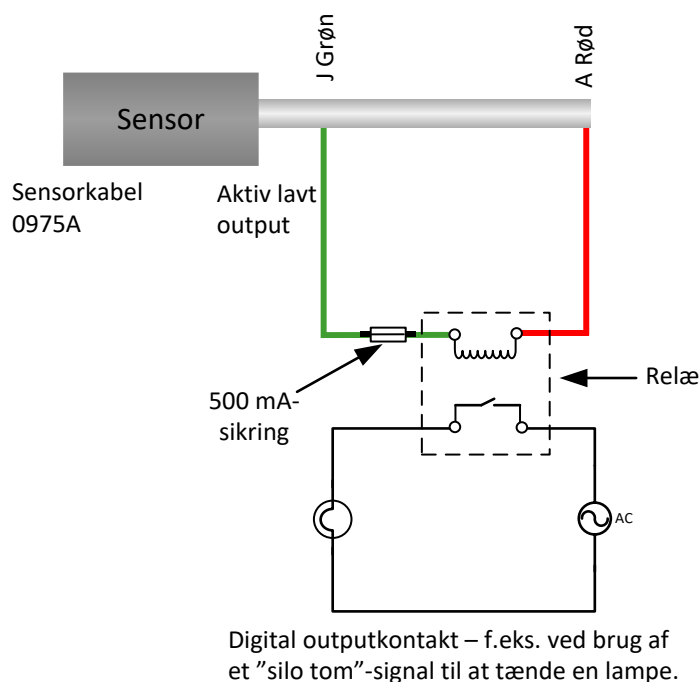 J Grøn
A Rød
Sensor
Sensorkabel
0975A
Aktiv lavt
output
500 mA-
sikring
Relæ
AC
Digital outputkontakt – f.eks. ved brug af
et ”silo tom”-signal til at tænde en lampe.